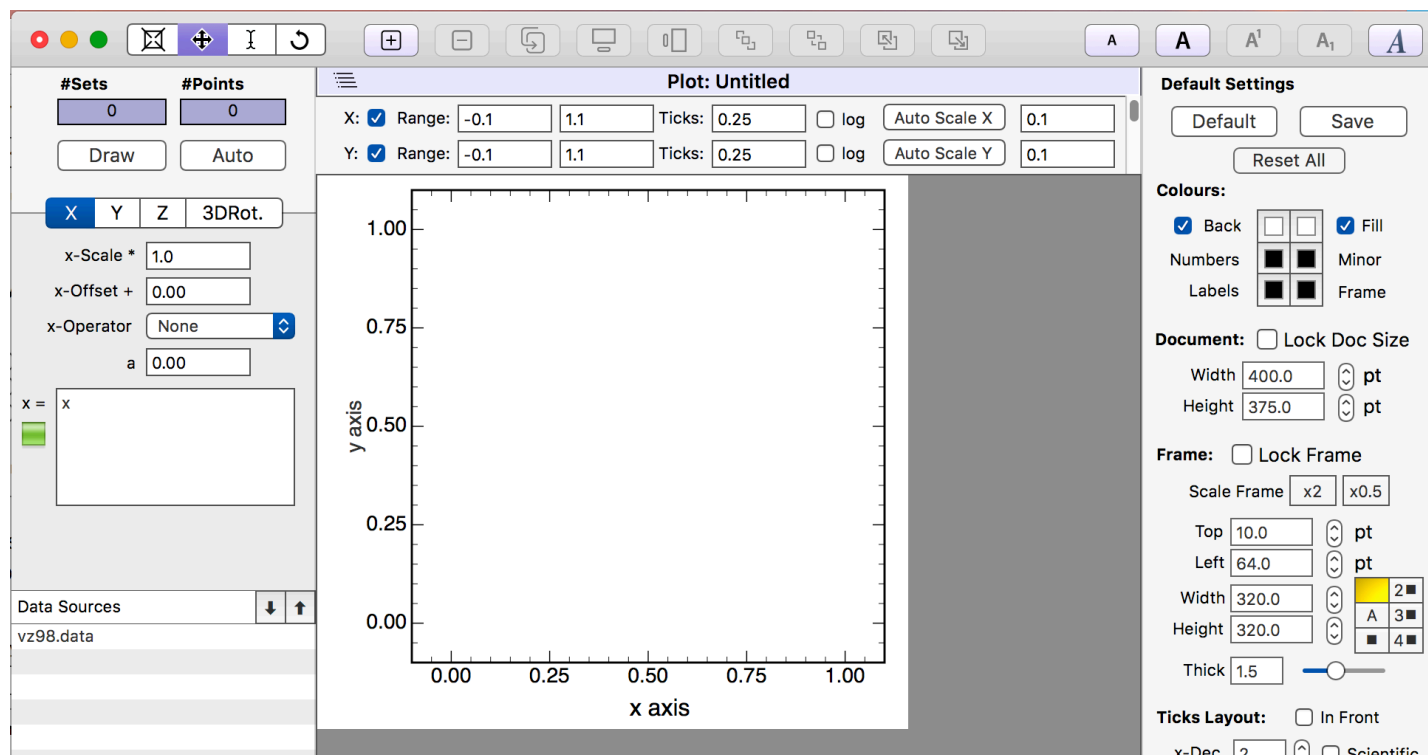 A A A¹ A₁ A
#Sets #Points
0 0
Draw Auto
X Y Z 3DRot.
x-Scale * 1.0
x-Offset + 0.00
x-Operator None
a 0.00
x = x
Data Sources
vz98.data
Plot: Untitled
X: Range: -0.1 1.1 Ticks: 0.25 log Auto Scale X 0.1
Y: Range: -0.1 1.1 Ticks: 0.25 log Auto Scale Y 0.1
1.00
0.75
0.50
0.25
0.00
y axis
0.00 0.25 0.50 0.75 1.00
x axis
Default Settings
Default Save
Reset All
Colours:
Back Fill
Numbers Minor
Labels Frame
Document: Lock Doc Size
Width 400.0 pt
Height 375.0 pt
Frame: Lock Frame
Scale Frame x2 x0.5
Top 10.0 pt
Left 64.0 pt
Width 320.0 2
A 3
Height 320.0 4
Thick 1.5
Ticks Layout: In Front
x-Dec 2 Scientific